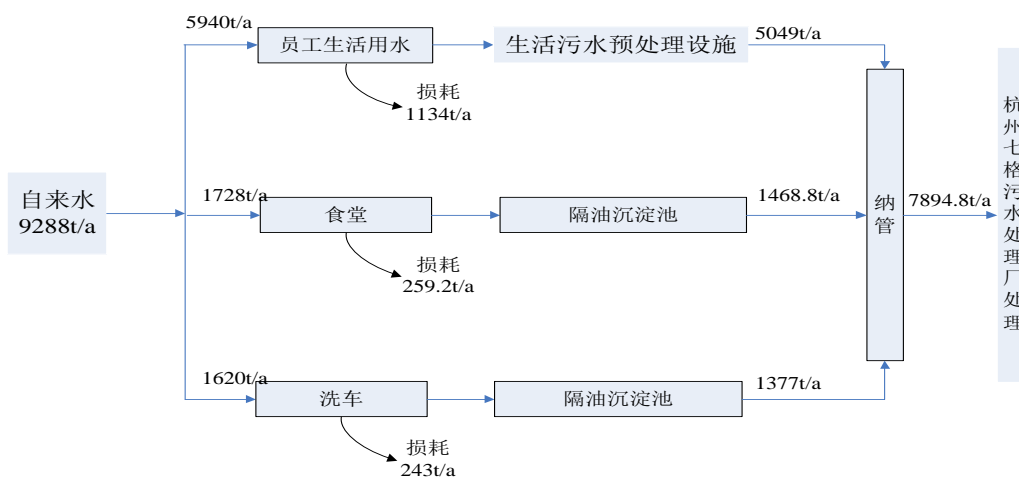 5940t/a
员工生活用水
生活污水预处理设施
5049t/a
损耗
1134t/a
自来水
9288t/a
1728t/a
食堂
隔油沉淀池
1468.8t/a
纳管
7894.8t/a
杭州七格污水处理厂处理
损耗
259.2t/a
1620t/a
洗车
隔油沉淀池
1377t/a
损耗
243t/a